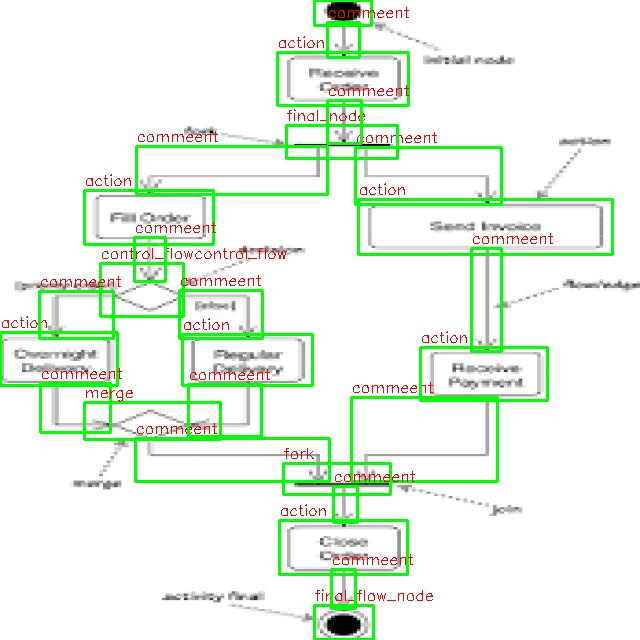 commeent
initial node
action
Receive
Order
commeent
final_node
fork
commeent
commeent
action
action
action
Fill Order
Send Invoice
commeent
commeent
control_flowcontrol_flow
decision
commeent
commeent
[else]
action
action
action
Overnight
Delivery
Regular
Delivery
Receive
Payment
commeent
commeent
commeent
merge
commeent
fork
merge
commeent
join
action
Close
Order
commeent
activity final
final_flow_node